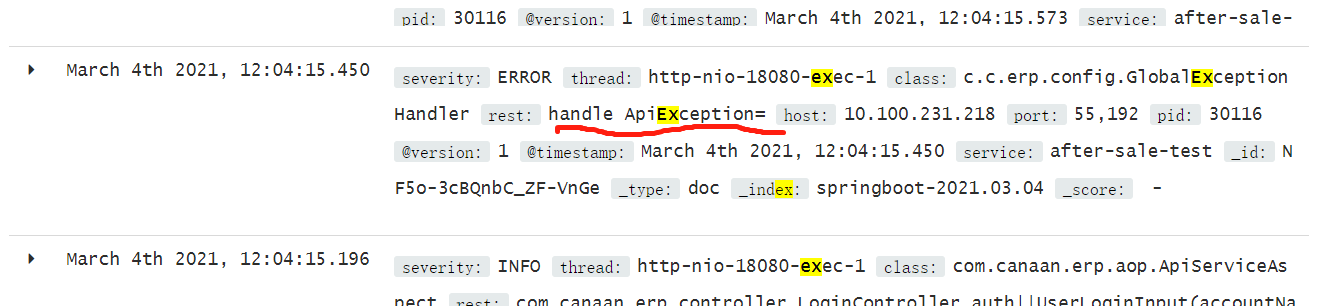 pid: 30116 @version: 1 @timestamp: March 4th 2021, 12:04:15.573 service: after-sale-
March 4th 2021, 12:04:15.450 severity: ERROR thread: http-nio-18080-exec-1 class: c.c.erp.config.GlobalException
Handler rest: handle ApiException= host: 10.100.231.218 port: 55,192 pid: 30116
@version: 1 @timestamp: March 4th 2021, 12:04:15.450 service: after-sale-test _id: N
F5o-3cBQnbC_ZF-VnGe _type: doc _index: springboot-2021.03.04 _score: -
March 4th 2021, 12:04:15.196 severity: INFO thread: http-nio-18080-exec-1 class: com.canaan.erp.aop.ApiServiceAs
pect rest: com.canaan.erp.controller.LoginController.auth||UserLoginInput(accountNa